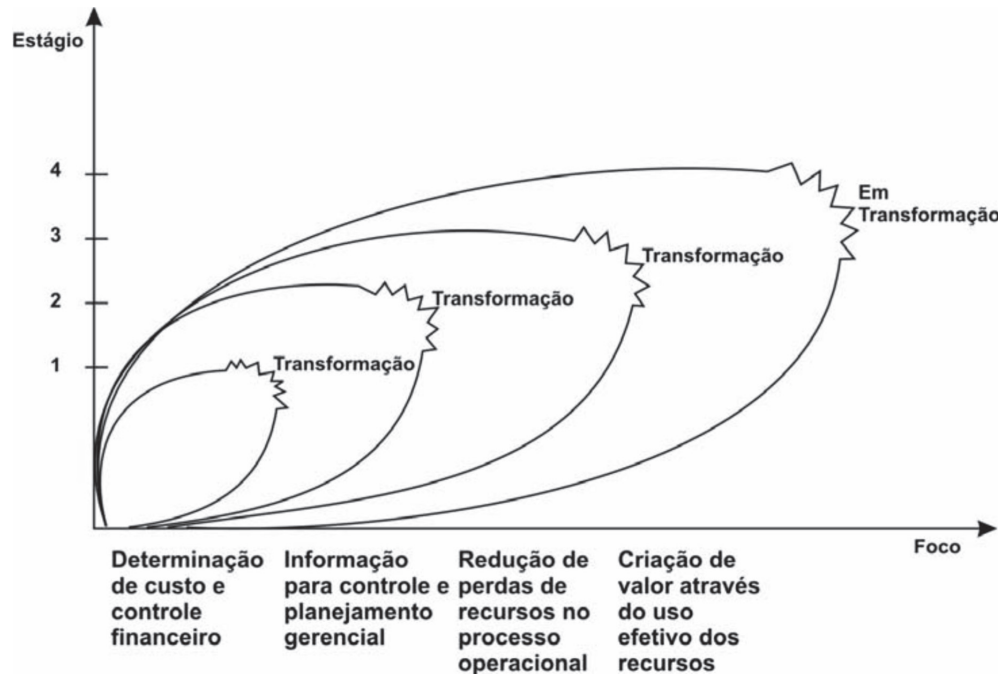 Estágio
4
3
2
1
Em
Transformação
Transformação
Transformação
Transformação
Foco
Determinação
de custo e
controle
financeiro
Informação
para controle e
planejamento
gerencial
Redução de
perdas de
recursos no
processo
operacional
Criação de
valor através
do uso
efetivo dos
recursos